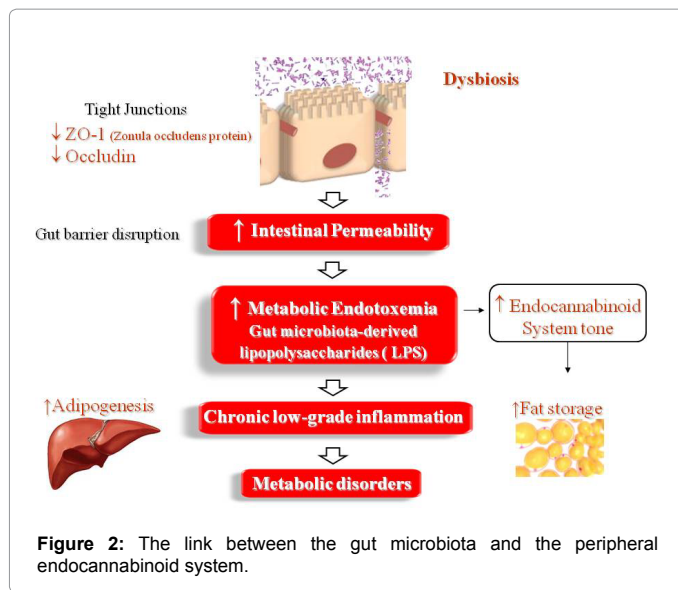 Dysbiosis
Tight Junctions
↓ ZO-1 (Zonula occludens protein)
↓ Occludin
Gut barrier disruption
↑ Intestinal Permeability
↑ Metabolic Endotoxemia
Gut microbiota-derived
lipopolysaccharides ( LPS)
↑ Endocannabinoid
System tone
↑Adipogenesis
Chronic low-grade inflammation
↑Fat storage
Metabolic disorders
Figure 2: The link between the gut microbiota and the peripheral
endocannabinoid system.